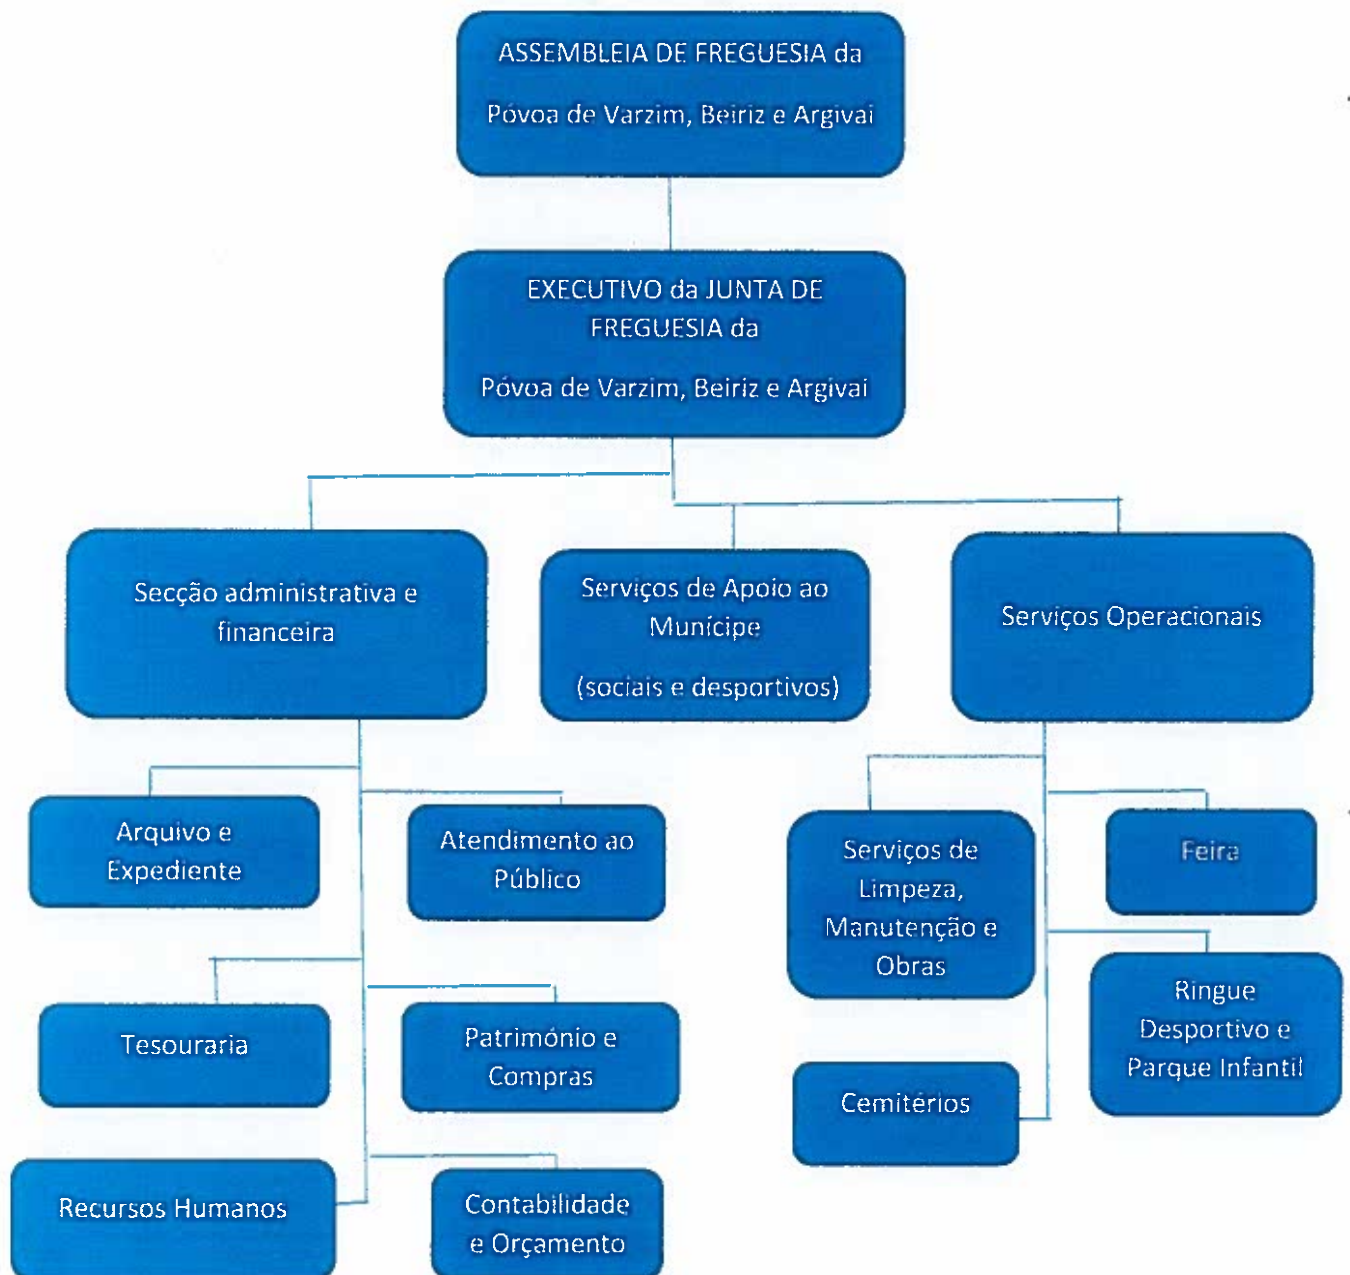 ASSEMBLEIA DE FREGUESIA da
Póvoa de Varzim, Beiriz e Argivai
EXECUTIVO da JUNTA DE
FREGUESIA da
Póvoa de Varzim, Beiriz e Argivai
Secção administrativa e
financeira
Serviços de Apoio ao
Munícipe
(sociais e desportivos)
Serviços Operacionais
Arquivo e
Expediente
Atendimento ao
Público
Serviços de
Limpeza,
Manutenção e
Obras
Feira
Tesouraria
Património e
Compras
Ringue
Desportivo e
Parque Infantil
Cemitérios
Recursos Humanos
Contabilidade
e Orçamento